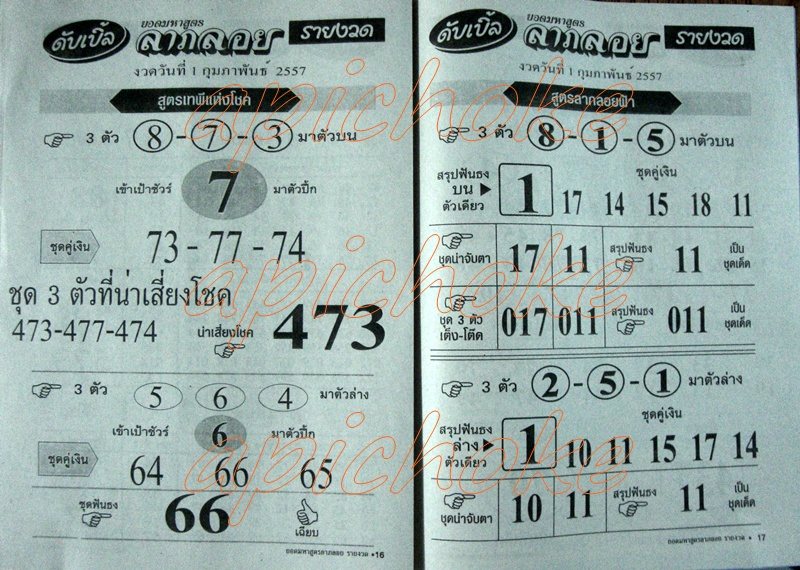 ดับเบิ้ล
ยอดมหาสูตร
ลาภลอย
รายงวด
งวดวันที่ 1 กุมภาพันธ์ 2557
สูตรเทพีแห่งโชค
3 ตัว 8 - 7 - 3 มาตัวบน
เข้าเป้าชัวร์ 7 มาตัวปิ้ก
ชุดคู่เงิน 73 - 77 - 74
ชุด 3 ตัวที่น่าเสี่ยงโชค
473-477-474 น่าเสี่ยงโชค 473
3 ตัว 5 6 4 มาตัวล่าง
เข้าเป้าชัวร์ 6 มาตัวปิ้ก
ชุดคู่เงิน 64 66 65
ชุดฟันธง 66 เฉียบ
ยอดมหาสูตรลาภลอย รายงวด •16
ดับเบิ้ล
ยอดมหาสูตร
ลาภลอย
รายงวด
งวดวันที่ 1 กุมภาพันธ์ 2557
สูตรลาภลอยฟ้า
3 ตัว 8 - 1 - 5 มาตัวบน
สรุปฟันธง บน ตัวเดียว 1 ชุดคู่เงิน
17 14 15 18 11
ชุดน่าจับตา 17 11 สรุปฟันธง 11 เป็นชุดเด็ด
ชุด 3 ตัว เต็ง-โต๊ด 017 011 สรุปฟันธง 011 เป็นชุดเด็ด
3 ตัว 2 - 5 - 1 มาตัวล่าง
สรุปฟันธง ล่าง ตัวเดียว 1 ชุดคู่เงิน
10 11 15 17 14
ชุดน่าจับตา 10 11 สรุปฟันธง 11 เป็นชุดเด็ด
ยอดมหาสูตรลาภลอย รายงวด • 17
apichoke
apichoke
apichoke
apichoke
apichoke
apichoke